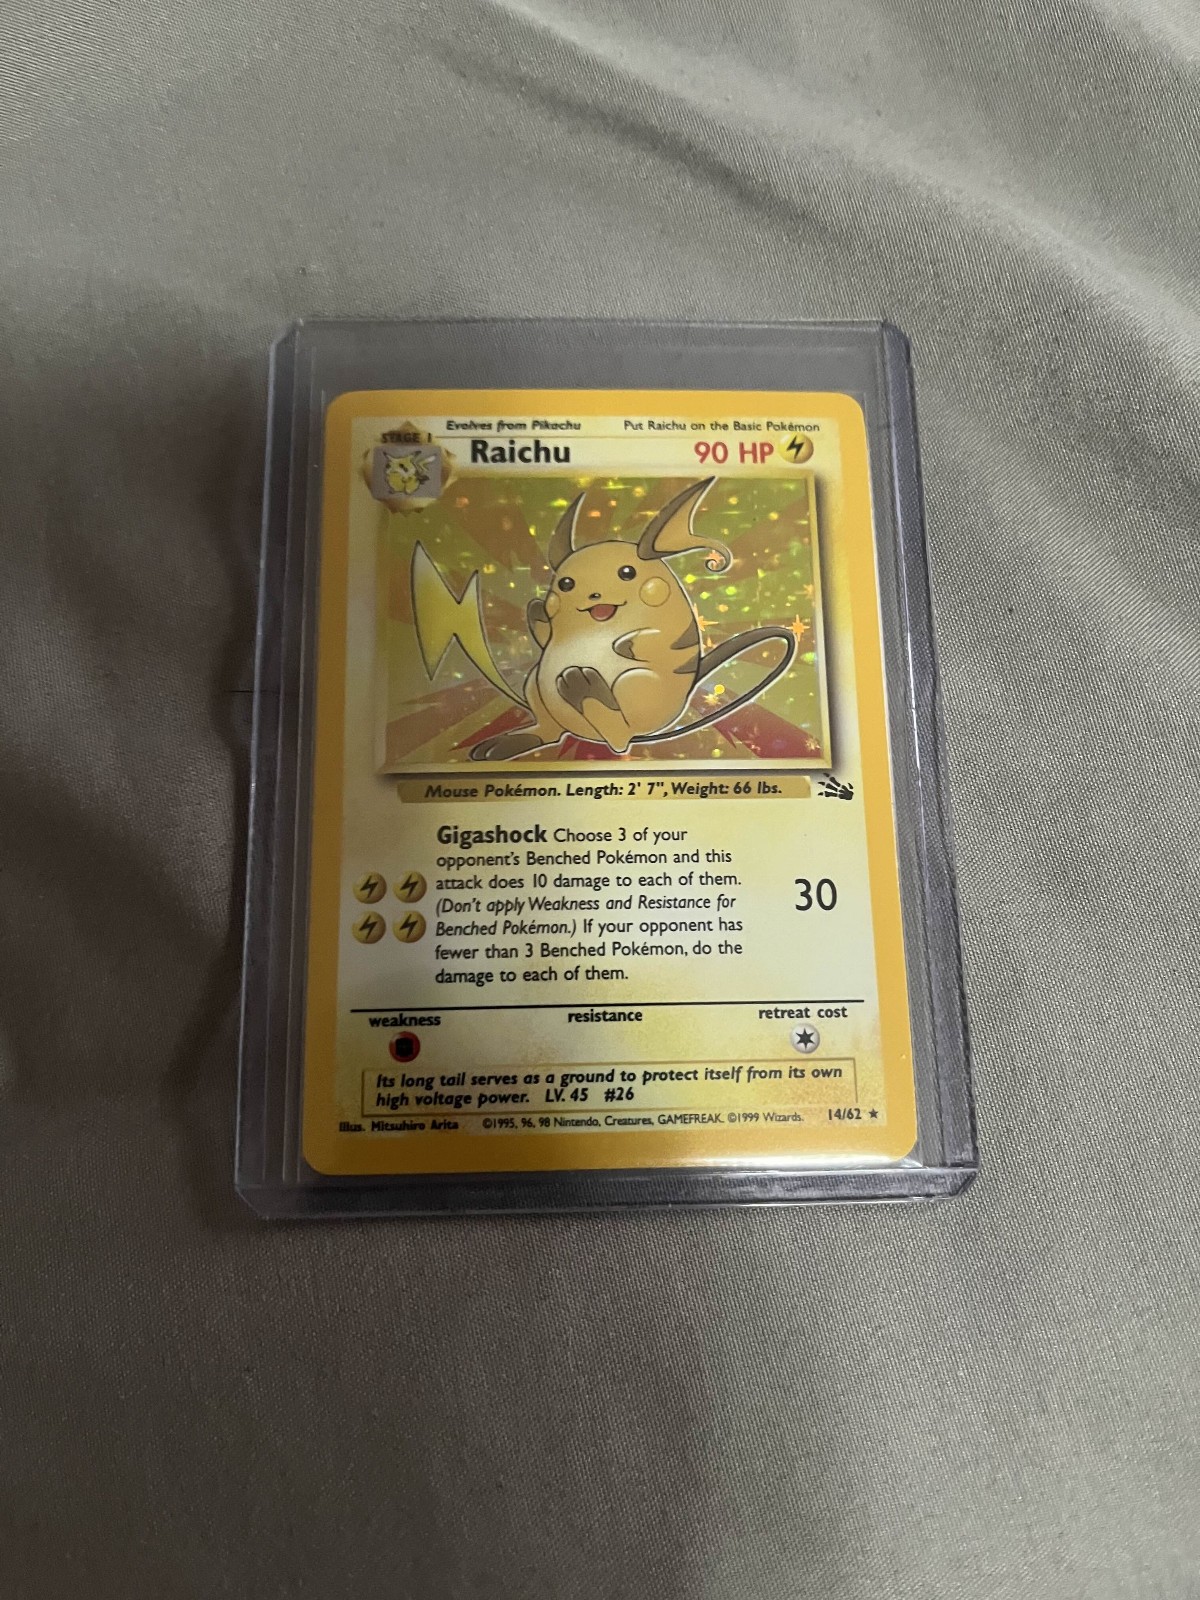 Evolves from Pikachu Put Raichu on the Basic Pokémon
STAGE 1
Raichu 90 HP
Mouse Pokémon. Length: 2' 7", Weight: 66 lbs.
Gigashock Choose 3 of your
opponent's Benched Pokémon and this
attack does 10 damage to each of them.
(Don't apply Weakness and Resistance for
Benched Pokémon.) If your opponent has
fewer than 3 Benched Pokémon, do the
damage to each of them.
30
weakness resistance retreat cost
Its long tail serves as a ground to protect itself from its own
high voltage power. LV. 45 #26
Illus. Mitsuhiro Arita ©1995, 96, 98 Nintendo, Creatures, GAMEFREAK. ©1999 Wizards. 14/62 ★